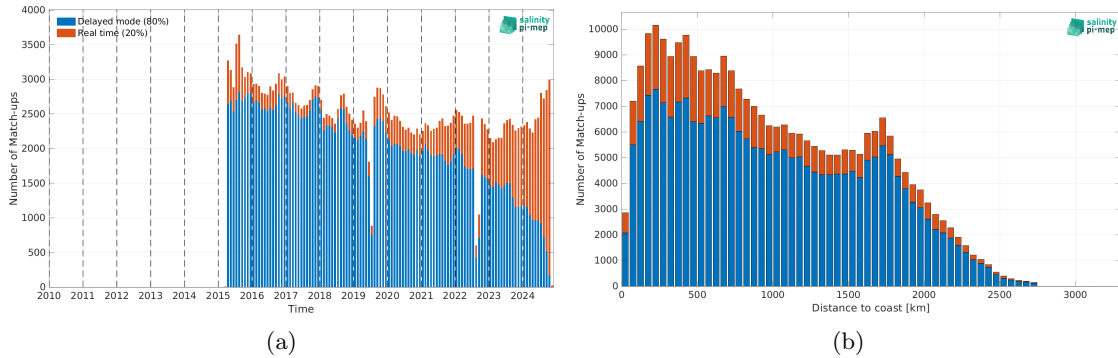 4000
3500
3000
2500
2000
1500
1000
500
0
Number of Match-ups
Delayed mode (80%)
Real time (20%)
salinity
pi-mep
2010 2011 2012 2013 2014 2015 2016 2017 2018 2019 2020 2021 2022 2023 2024
Time
(a)
10000
9000
8000
7000
6000
5000
4000
3000
2000
1000
0
Number of Match-ups
salinity
pi-mep
0 500 1000 1500 2000 2500 3000
Distance to coast [km]
(b)